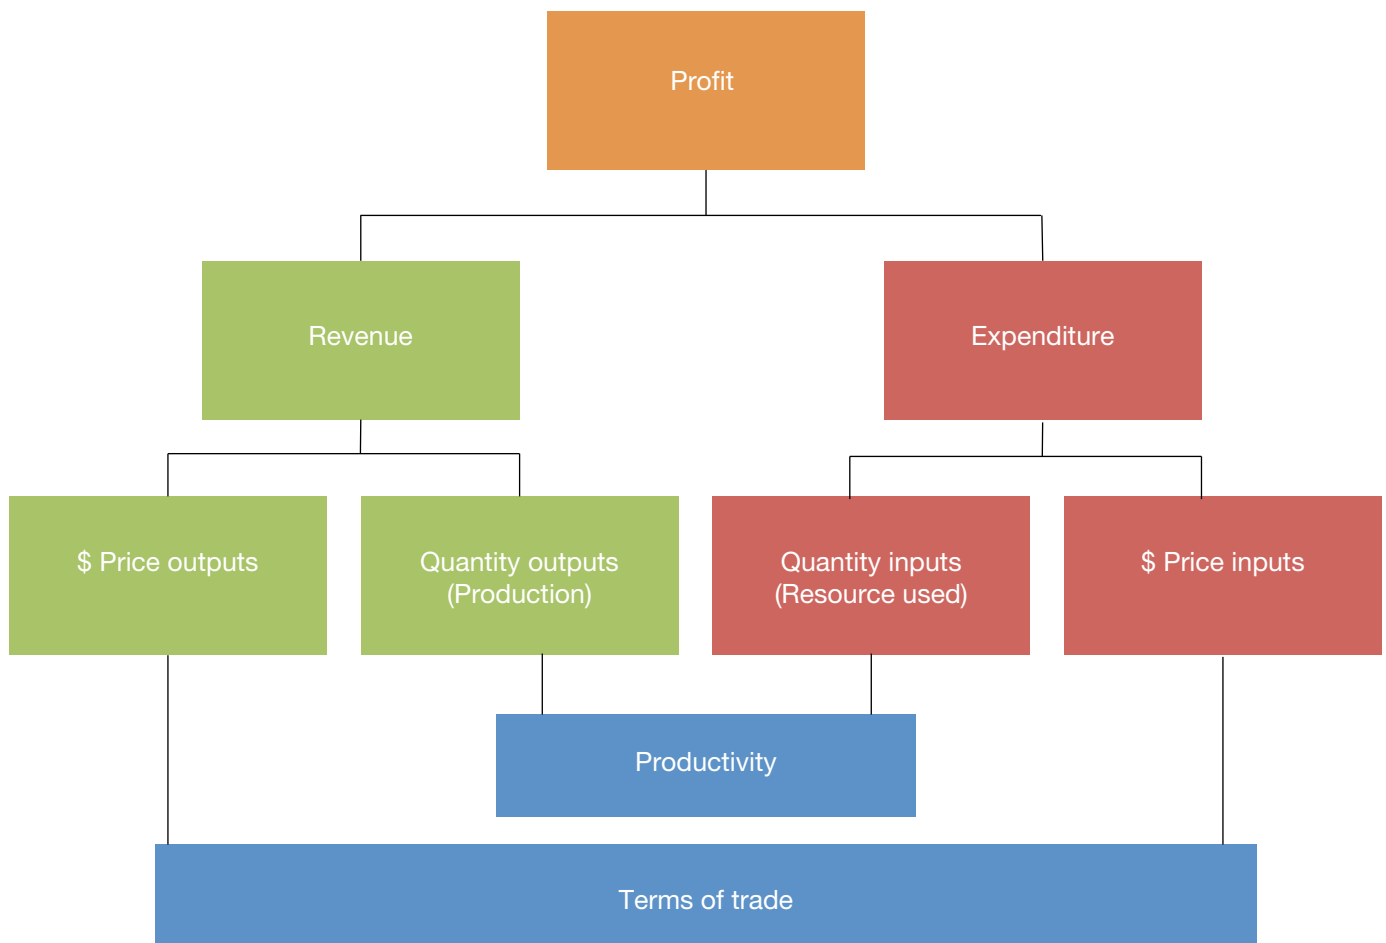 Profit
Revenue
Expenditure
$ Price outputs
Quantity outputs
(Production)
Quantity inputs
(Resource used)
$ Price inputs
Productivity
Terms of trade